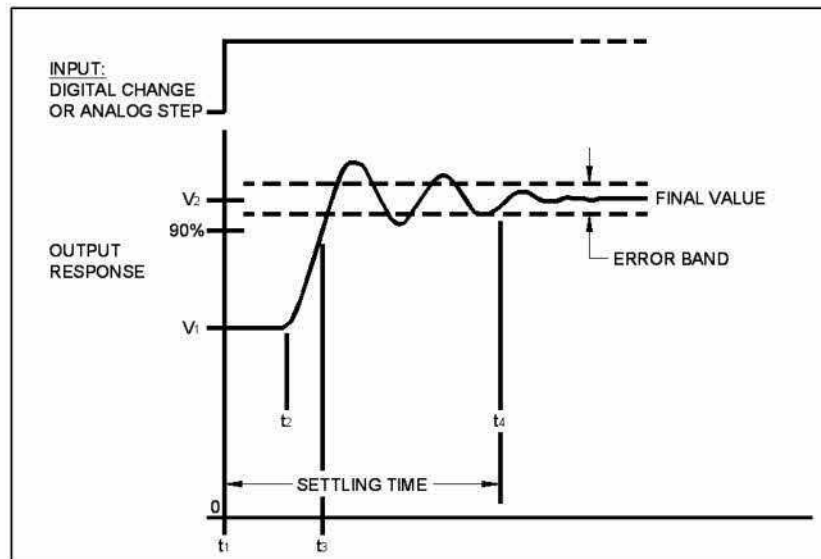 INPUT:
DIGITAL CHANGE
OR ANALOG STEP
V2
FINAL VALUE
90%
OUTPUT
RESPONSE
ERROR BAND
V1
t2
t4
SETTLING TIME
0
t1
t3